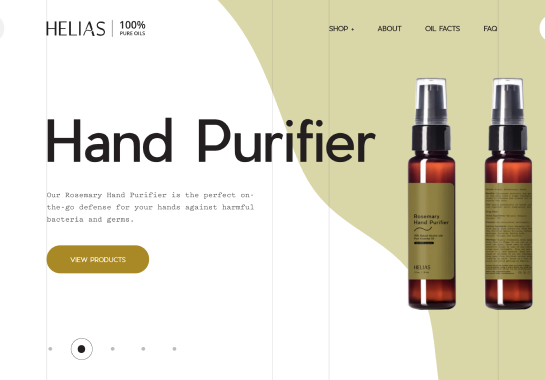 HELIAS
100%
PURE OILS
SHOP +
ABOUT
OIL FACTS
FAQ
Hand Purifier
Our Rosemary Hand Purifier is the perfect on-
the-go defense for your hands against harmful
bacteria and germs.
VIEW PRODUCTS
Rosemary
Hand Purifier
HELIAS